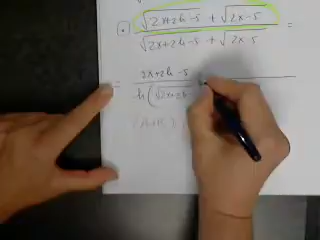 · √2x+2h-5 + √2x-5 =
√2x+2h-5 + √2x-5
= 2x+2h-5
h(√2x+2h